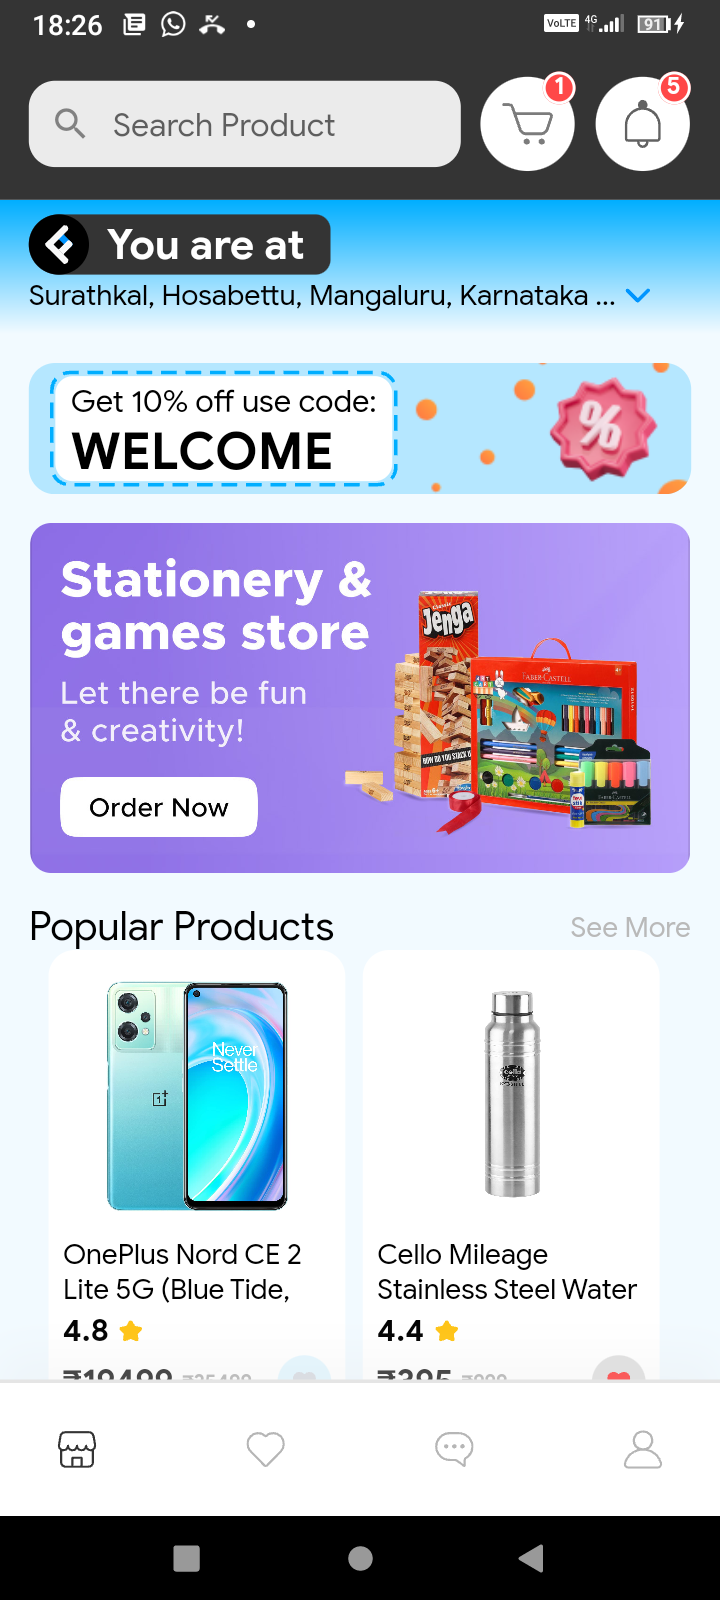 18:26
VoLTE
4G
91
Search Product
1
5
You are at
Surathkal, Hosabettu, Mangaluru, Karnataka ...
Get 10% off use code:
WELCOME
Stationery &
games store
Let there be fun
& creativity!
Order Now
Jenga
FABER-CASTELL
Popular Products
See More
Never
Settle
cello
OnePlus Nord CE 2
Lite 5G (Blue Tide,
Cello Mileage
Stainless Steel Water
4.8
4.4